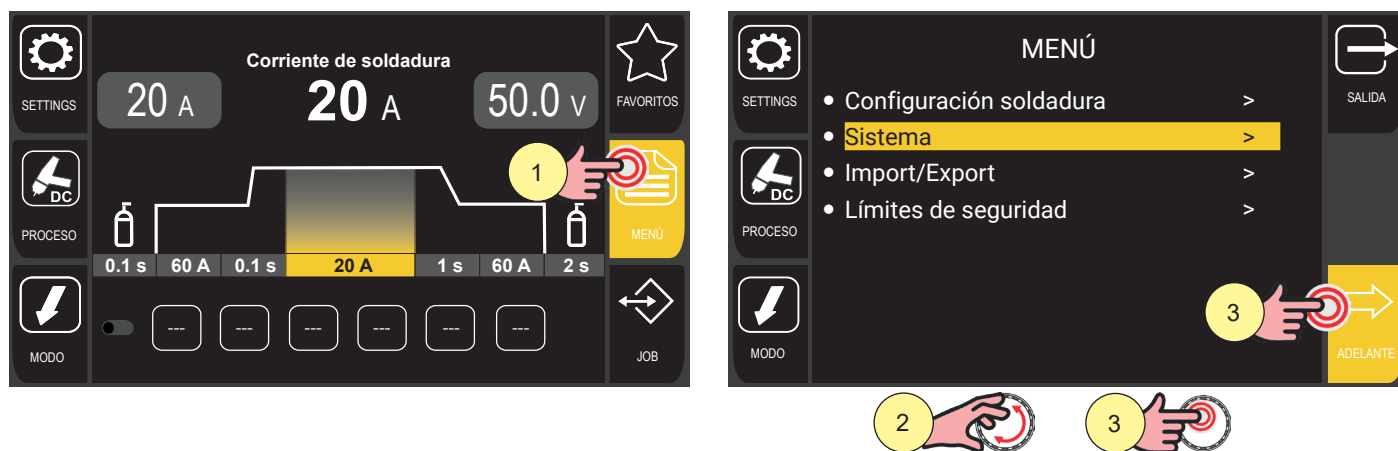 Corriente de soldadura
20 A
20 A
50.0 V
SETTINGS
FAVORITOS
1
DC
PROCESO
MENÚ
0.1 s 60 A 0.1 s 20 A 1 s 60 A 2 s
--- --- --- --- --- ---
MODO
JOB
MENÚ
SETTINGS
SALIDA
• Configuración soldadura >
• Sistema >
• Import/Export >
• Límites de seguridad >
DC
PROCESO
3
MODO
ADELANTE
2
3